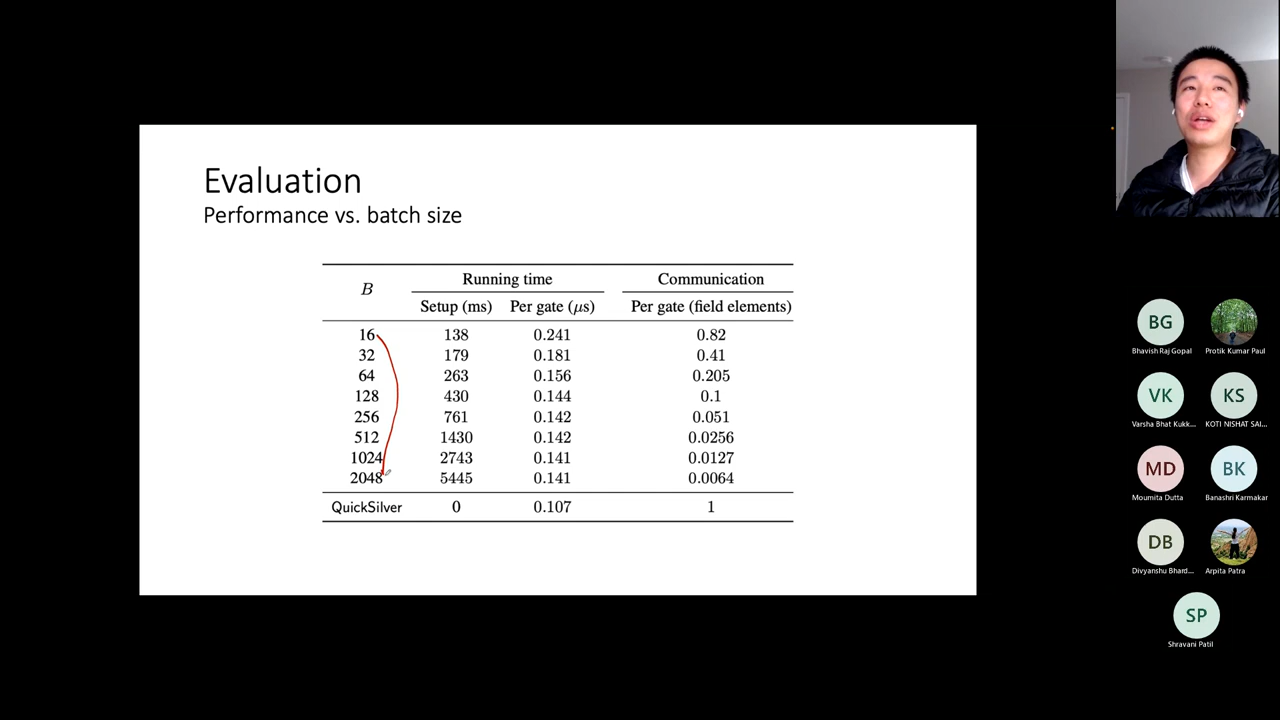 Evaluation
Performance vs. batch size
B Running time Communication
Setup (ms) Per gate (μs) Per gate (field elements)
16 138 0.241 0.82
32 179 0.181 0.41
64 263 0.156 0.205
128 430 0.144 0.1
256 761 0.142 0.051
512 1430 0.142 0.0256
1024 2743 0.141 0.0127
2048 5445 0.141 0.0064
QuickSilver 0 0.107 1
BG
Bhavish Raj Gopal
Protik Kumar Paul
VK KS
Varsha Bhat Kukk... KOTI NISHAT SAI...
MD BK
Moumita Dutta Banashri Karmakar
DB
Divyanshu Bhard... Arpita Patra
SP
Shravani Patil